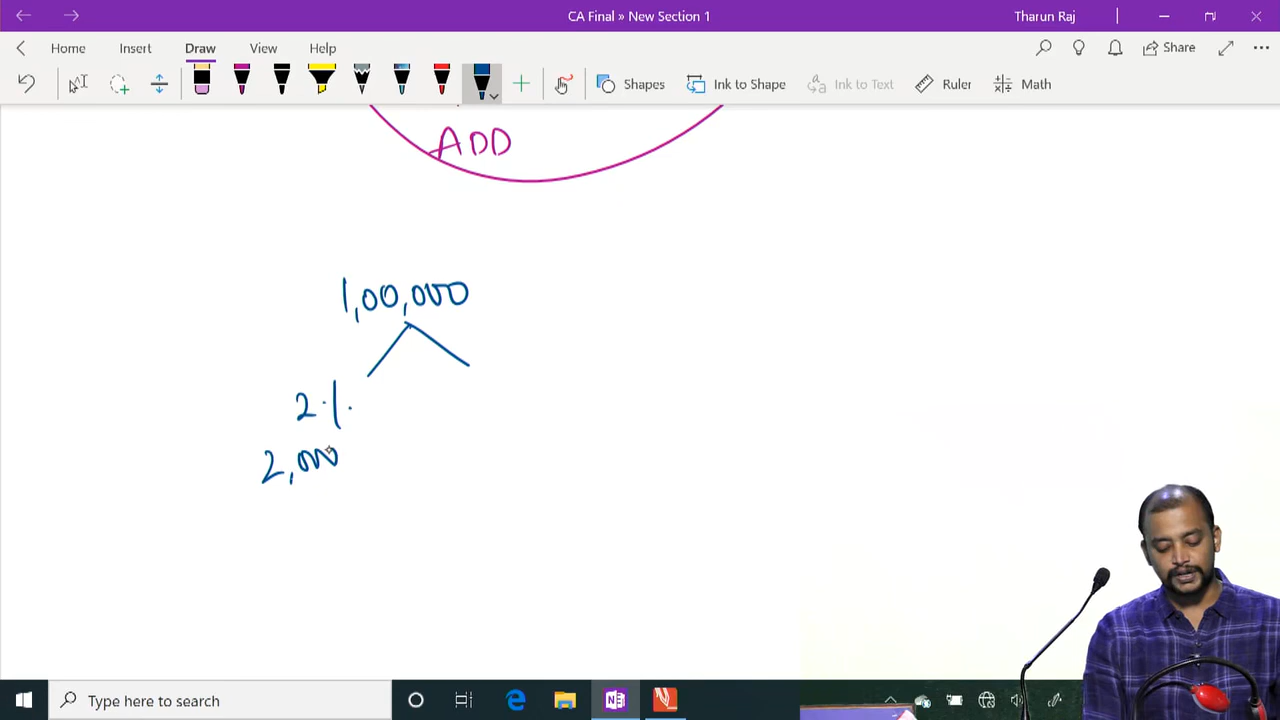 CA Final » New Section 1
Tharun Raj
Home Insert Draw View Help
Share
Shapes
Ink to Shape
Ink to Text
Ruler
Math
ADD
1,00,000
2%
2,000
Type here to search